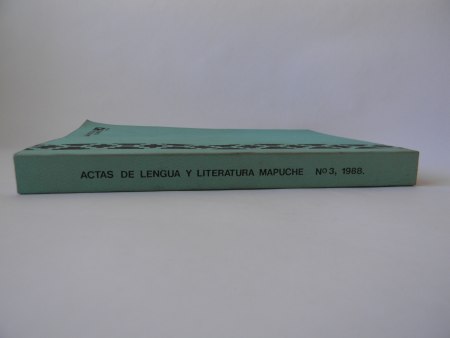 ACTAS DE LENGUA Y LITERATURA MAPUCHE Nº3, 1988.